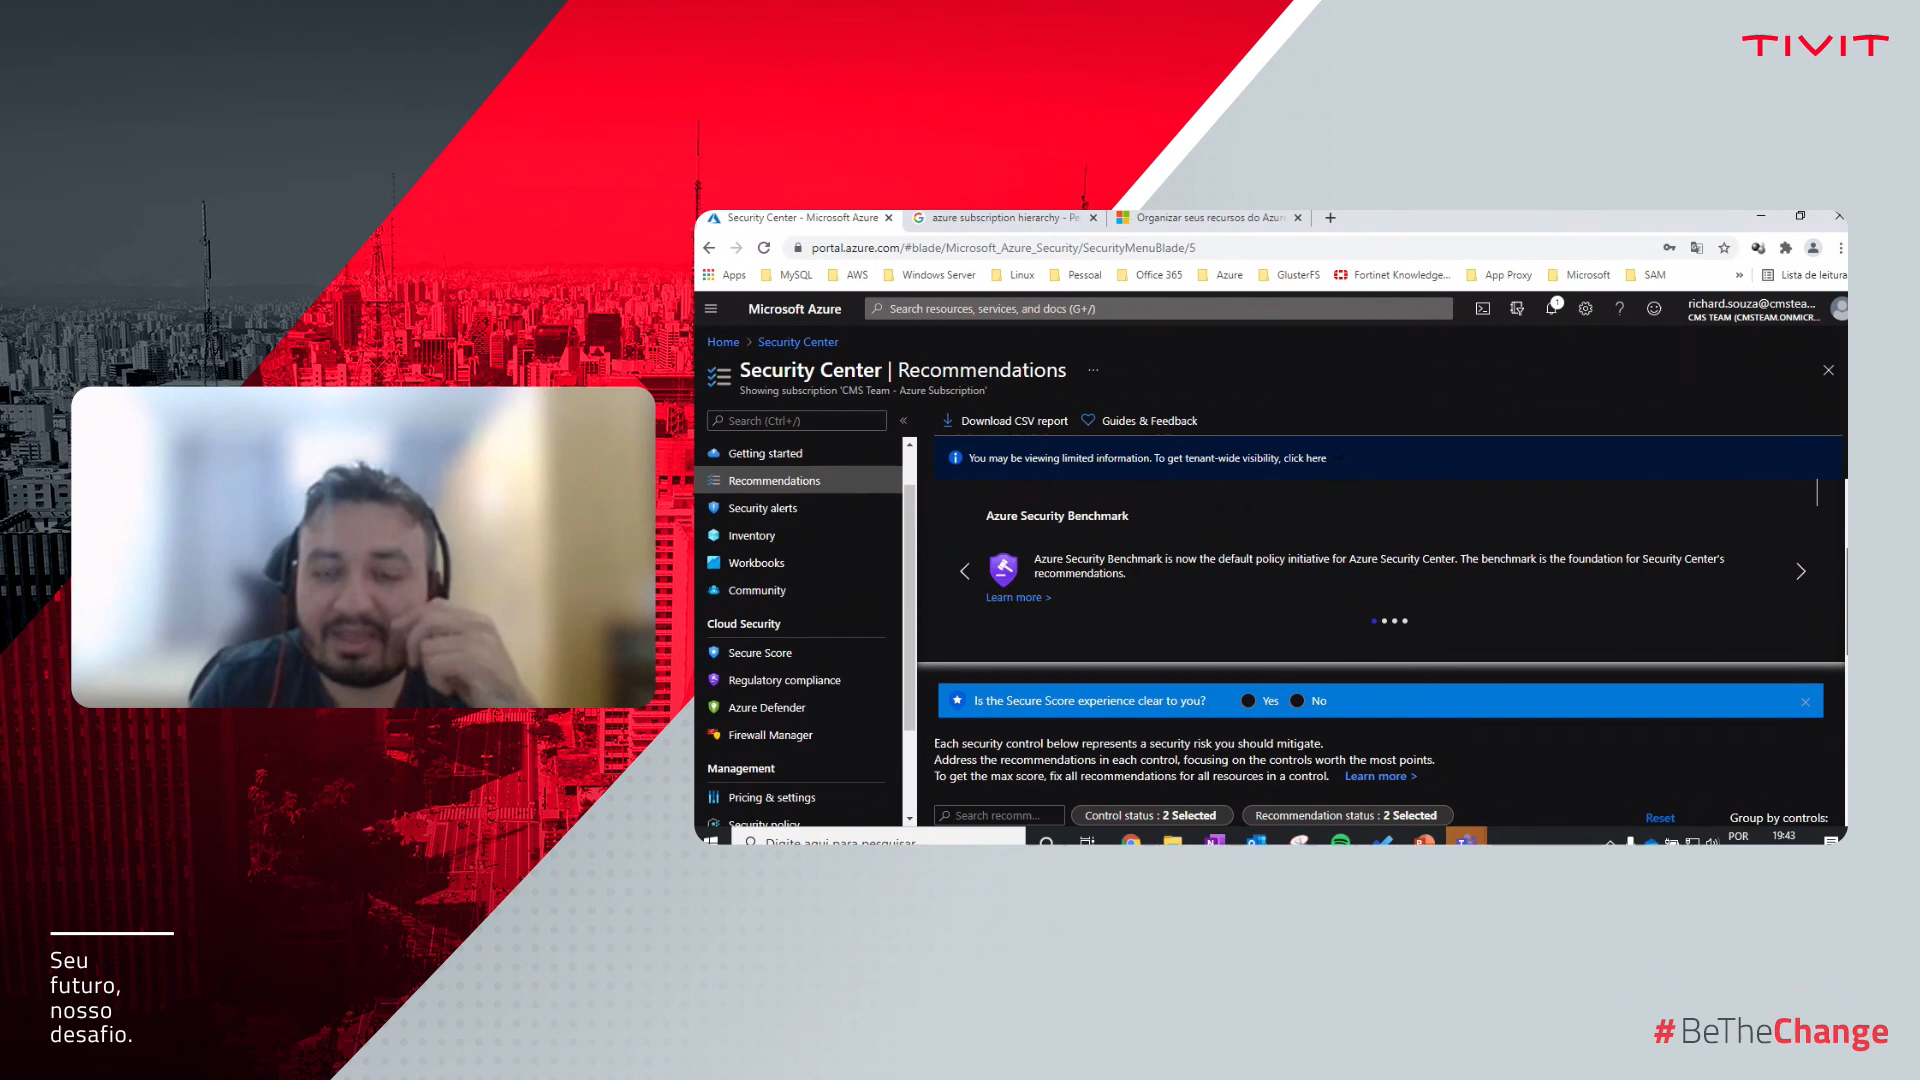 TIVIT
Security Center - Microsoft Azure
azure subscription hierarchy - Pe
Organizar seus recursos do Azure
portal.azure.com/#blade/Microsoft_Azure_Security/SecurityMenuBlade/5
Apps MySQL AWS Windows Server Linux Pessoal Office 365 Azure GlusterFS Fortinet Knowledge... App Proxy Microsoft SAM » Lista de leitura
Microsoft Azure
Search resources, services, and docs (G+/)
1
richard.souza@cmstea...
CMS TEAM (CMSTEAM.ONMICR...
Home > Security Center
Security Center | Recommendations ...
Showing subscription 'CMS Team - Azure Subscription'
Search (Ctrl+/) «
Download CSV report Guides & Feedback
Getting started
Recommendations
Security alerts
Inventory
Workbooks
Community
Cloud Security
Secure Score
Regulatory compliance
Azure Defender
Firewall Manager
Management
Pricing & settings
Security policy
You may be viewing limited information. To get tenant-wide visibility, click here
Azure Security Benchmark
Azure Security Benchmark is now the default policy initiative for Azure Security Center. The benchmark is the foundation for Security Center's
recommendations.
Learn more >
Is the Secure Score experience clear to you? Yes No
Each security control below represents a security risk you should mitigate.
Address the recommendations in each control, focusing on the controls worth the most points.
To get the max score, fix all recommendations for all resources in a control. Learn more >
Search recomm... Control status : 2 Selected Recommendation status : 2 Selected Reset Group by controls:
Digite aqui para pesquisar
POR 19:43
Seu
futuro,
nosso
desafio.
#BeTheChange